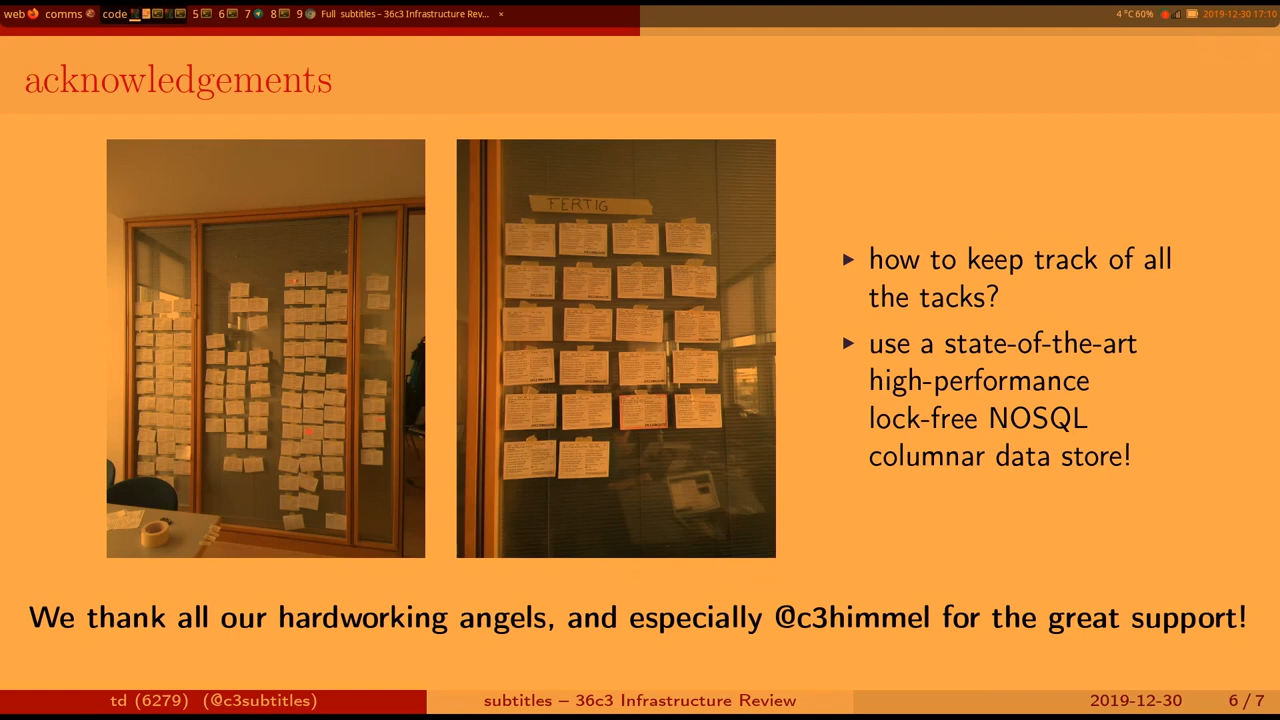 web comms code 5 6 7 8 9 Full subtitles – 36c3 Infrastructure Rev... × 4 °C 60% 2019-12-30 17:10
acknowledgements
FERTIG
how to keep track of all
the tacks?
use a state-of-the-art
high-performance
lock-free NOSQL
columnar data store!
We thank all our hardworking angels, and especially @c3himmel for the great support!
td (6279) (@c3subtitles) subtitles – 36c3 Infrastructure Review 2019-12-30 6 / 7